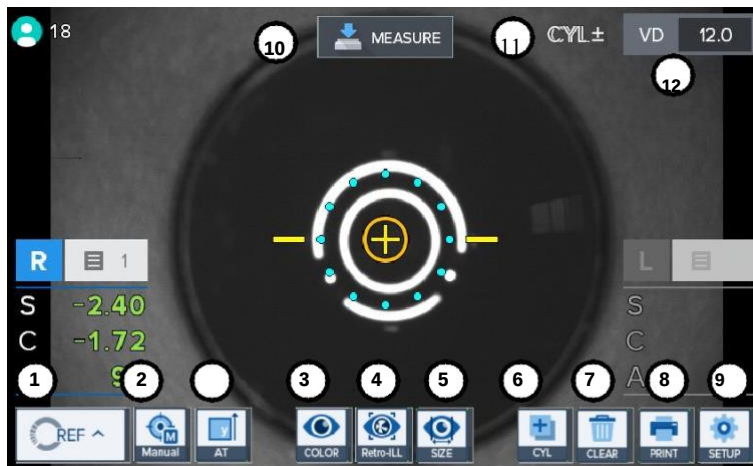 18
10
MEASURE
11
CYL±
VD 12.0
12
R 1
L
S -2.40
S
C -1.72
C
9
A
1
2
3
4
5
6
7
8
9
REF
Manual
AT
COLOR
Retro-ILL
SIZE
CYL
CLEAR
PRINT
SETUP
M
y